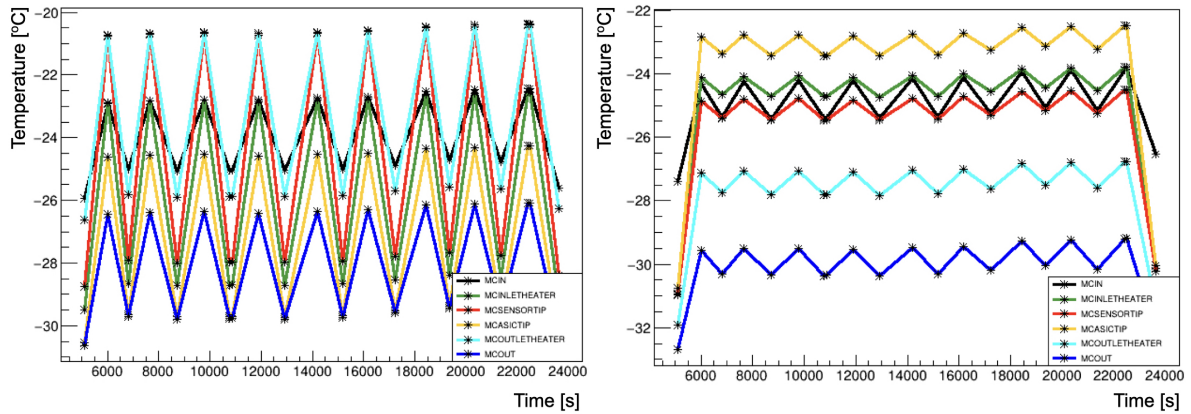 Temperature [°C]
−20
−22
−24
−26
−28
−30
MCIN
MCINLETHEATER
MCSENSORTIP
MCASICTIP
MCOUTLETHEATER
MCOUT
6000 8000 10000 12000 14000 16000 18000 20000 22000 24000
Time [s]
Temperature [°C]
−22
−24
−26
−28
−30
−32
MCIN
MCINLETHEATER
MCSENSORTIP
MCASICTIP
MCOUTLETHEATER
MCOUT
6000 8000 10000 12000 14000 16000 18000 20000 22000 24000
Time [s]